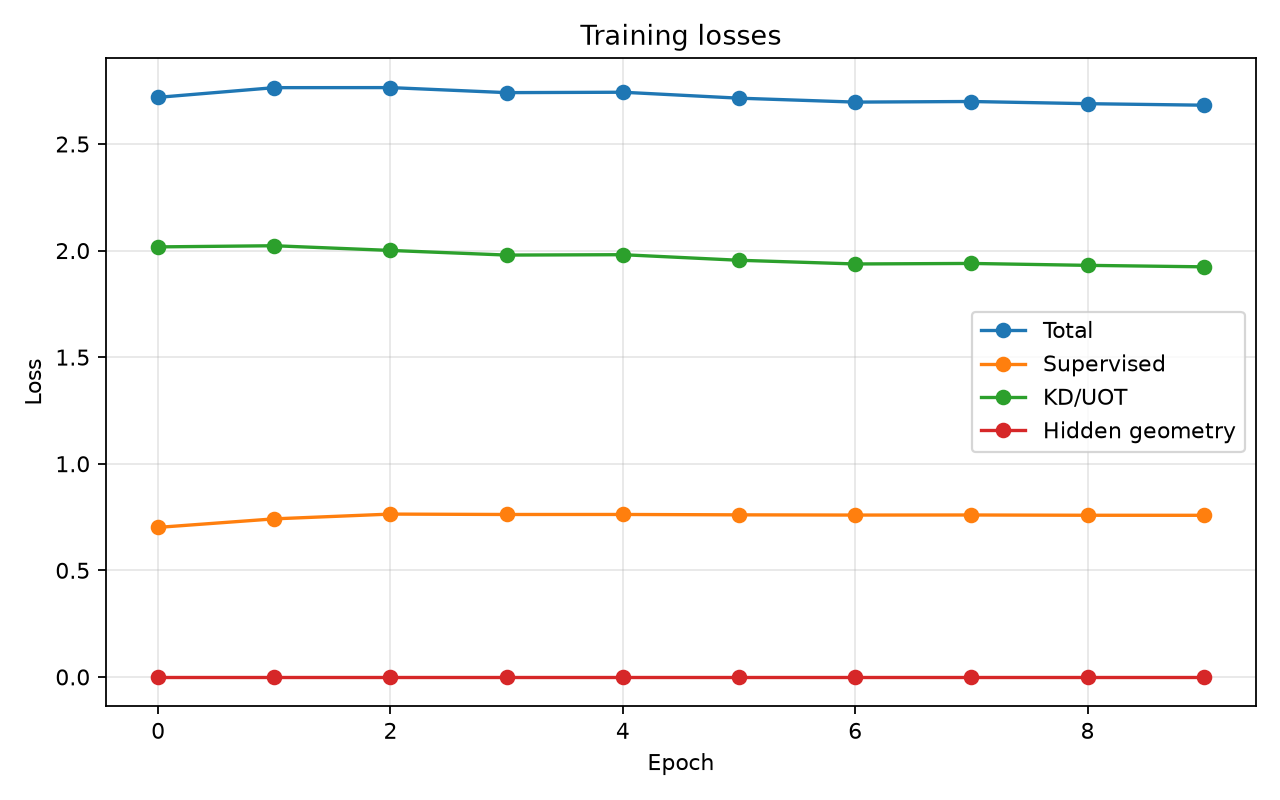 Training losses
2.5
2.0
1.5
1.0
0.5
0.0
Loss
Total
Supervised
KD/UOT
Hidden geometry
0 2 4 6 8
Epoch